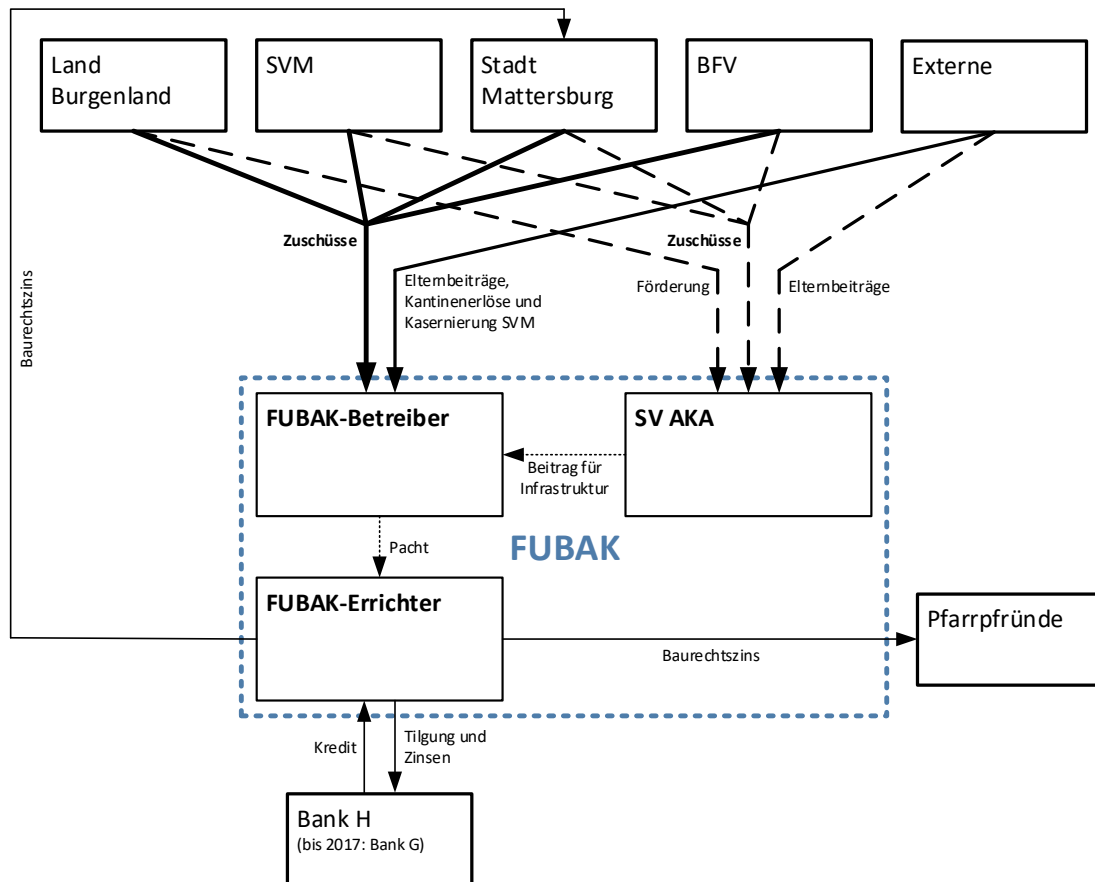 Land
Burgenland
SVM
Stadt
Mattersburg
BFV
Externe
Zuschüsse
Zuschüsse
Elternbeiträge,
Kantinenerlöse und
Kasernierung SVM
Förderung
Elternbeiträge
Baurechtszins
FUBAK-Betreiber
SV AKA
Beitrag für
Infrastruktur
Pacht
FUBAK
FUBAK-Errichter
Baurechtszins
Pfarrpfründe
Kredit
Tilgung und
Zinsen
Bank H
(bis 2017: Bank G)